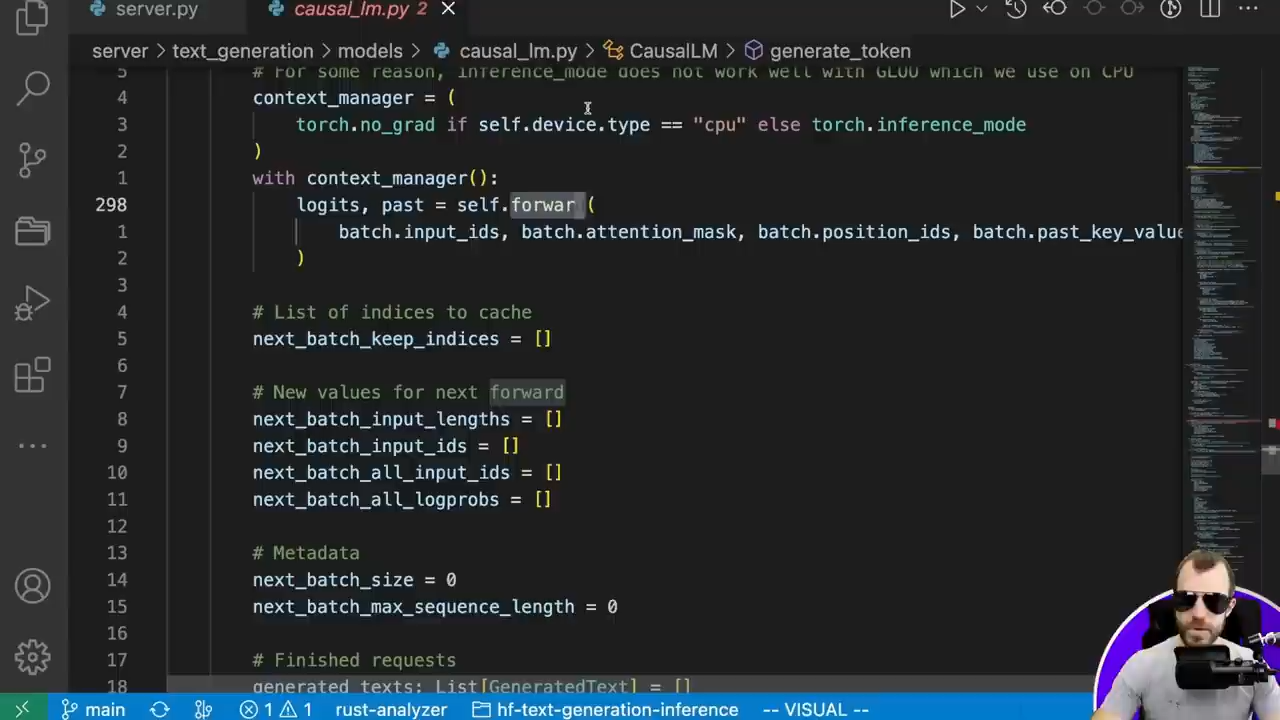 server.py causal_lm.py 2
server > text_generation > models > causal_lm.py > CausalLM > generate_token
5 # For some reason, inference_mode does not work well with GLOO which we use on CPU
4 context_manager = (
3 torch.no_grad if self.device.type == "cpu" else torch.inference_mode
2 )
1 with context_manager():
298 logits, past = self.forwar (
1 batch.input_ids, batch.attention_mask, batch.position_ids, batch.past_key_value
2 )
3
4 # List of indices to cache
5 next_batch_keep_indices = []
6
7 # New values for next forward
8 next_batch_input_lengths = []
9 next_batch_input_ids = []
10 next_batch_all_input_ids = []
11 next_batch_all_logprobs = []
12
13 # Metadata
14 next_batch_size = 0
15 next_batch_max_sequence_length = 0
16
17 # Finished requests
18 generated_texts: List[GeneratedText] = []
main 1 1 rust-analyzer hf-text-generation-inference -- VISUAL --